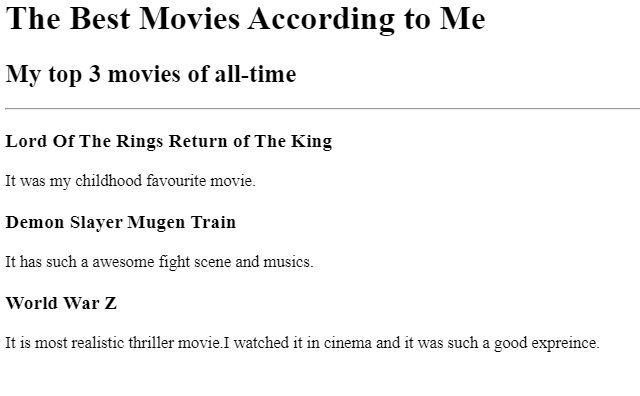 The Best Movies According to Me
My top 3 movies of all-time
Lord Of The Rings Return of The King
It was my childhood favourite movie.
Demon Slayer Mugen Train
It has such a awesome fight scene and musics.
World War Z
It is most realistic thriller movie.I watched it in cinema and it was such a good expreince.